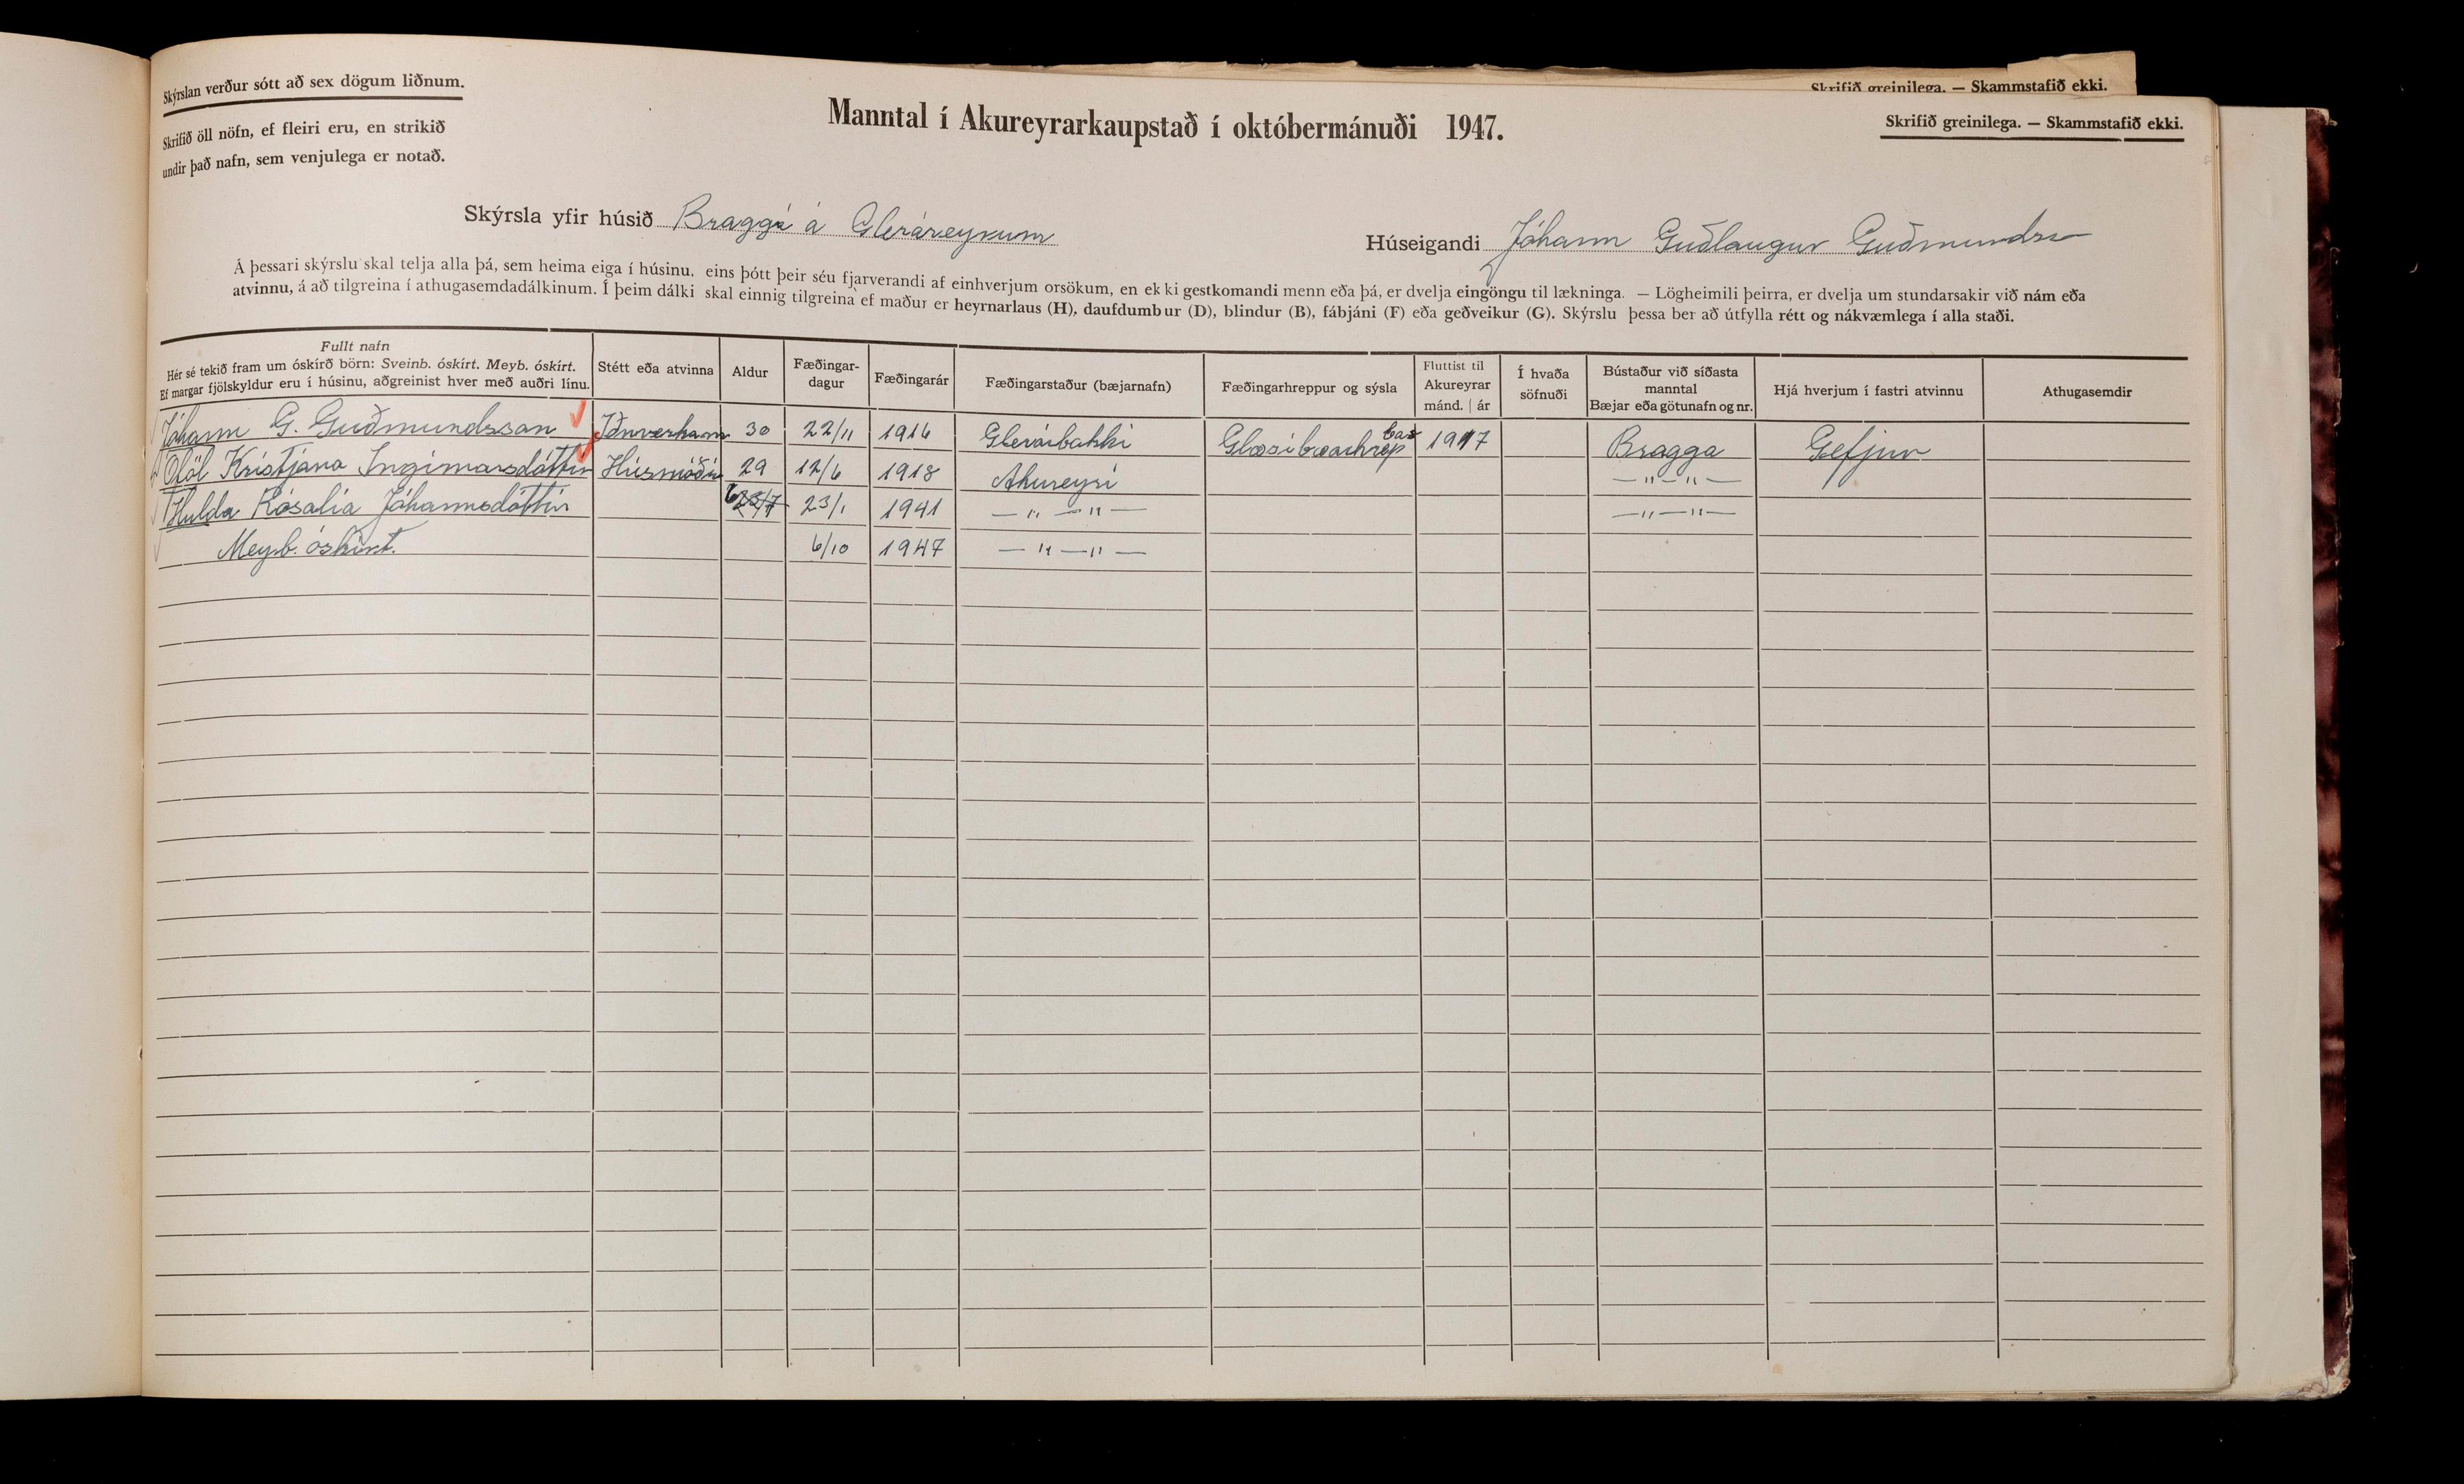 Skýrslan verður sótt að sex dögum liðnum.
Skrifið öll nöfn, ef fleiri eru, en strikið
undir það nafn, sem venjulega er notað.
Skrifið greinilega. — Skammstafið ekki.
Manntal í Akureyrarkaupstað í októbermánuði 1947.
Skrifið greinilega. — Skammstafið ekki.
Skýrsla yfir húsið Bragga á Gleráreyrum
Húseigandi Jóhann Guðlaugur Guðmundss
Á þessari skýrslu skal telja alla þá, sem heima eiga í húsinu, eins þótt þeir séu fjarverandi af einhverjum orsökum, en ekki gestkomandi menn eða þá, er dvelja eingöngu til lækninga. — Lögheimili þeirra, er dvelja um stundarsakir við nám eða
atvinnu, á að tilgreina í athugasemdadálkinum. Í þeim dálki skal einnig tilgreina ef maður er heyrnarlaus (H), daufdumbur (D), blindur (B), fábjáni (F) eða geðveikur (G). Skýrslu þessa ber að útfylla rétt og nákvæmlega í alla staði.
Fullt nafn
Hér sé tekið fram um óskírð börn: Sveinb. óskírt. Meyb. óskírt.
Ef margar fjölskyldur eru í húsinu, aðgreinist hver með auðri línu.
Stétt eða atvinna
Aldur
Fæðingar-
dagur
Fæðingarár
Fæðingarstaður (bæjarnafn)
Fæðingarhreppur og sýsla
Fluttist til
Akureyrar
mánd. | ár
Í hvaða
söfnuði
Bústaður við síðasta
manntal
Bæjar eða götunafn og nr.
Hjá hverjum í fastri atvinnu
Athugasemdir
Jóhann G. Guðmundsson Iðnverkam 30 22/11 1916 Glerárbakki Glæsibæarhrep 1917 Bragga Gefjun
Ólöf Kristjana Ingimarsdóttir Húsmóðir 29 12/6 1918 Akureyri — " — " —
Hulda Rósalía Jóhannsdóttir 6 23/1 1941 — " — " — — " — " —
Meyb. óskírt. 6/10 1947 — " — " —